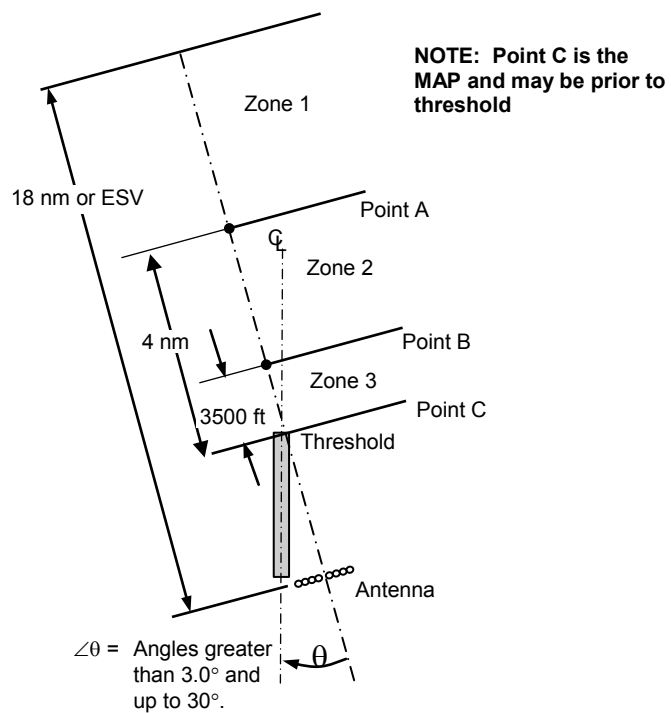 NOTE: Point C is the
MAP and may be prior to
threshold
Zone 1
18 nm or ESV
Point A
℄
Zone 2
4 nm
Point B
Zone 3
Point C
3500 ft
Threshold
Antenna
∠θ = Angles greater
than 3.0° and
up to 30°.
θ